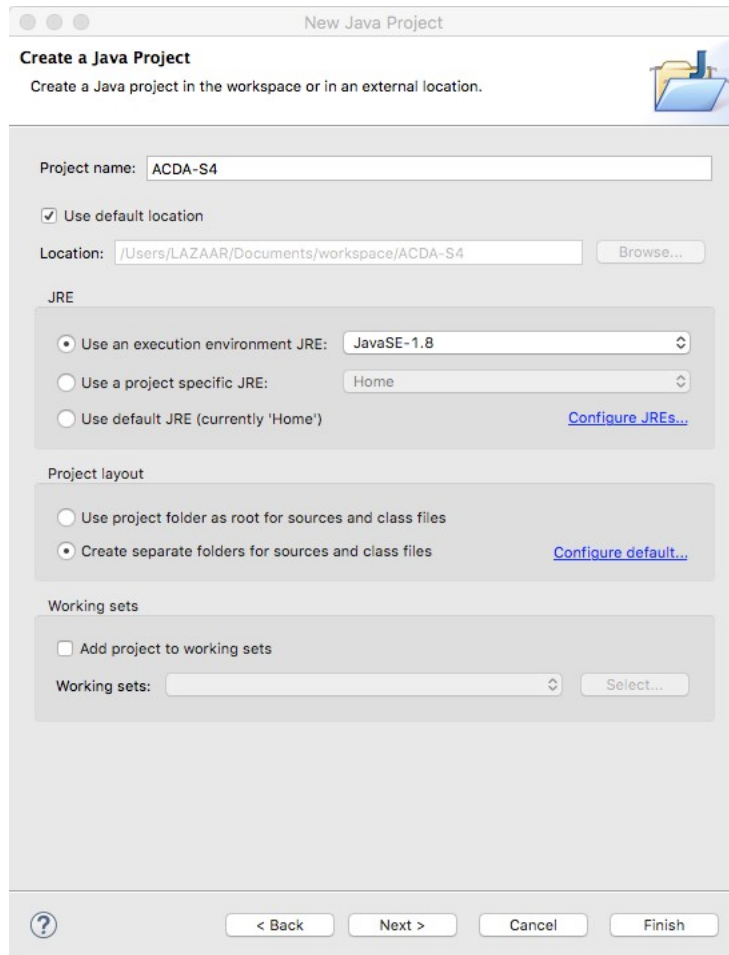 New Java Project
Create a Java Project
Create a Java project in the workspace or in an external location.
J
Project name: ACDA-S4
Use default location
Location: /Users/LAZAAR/Documents/workspace/ACDA-S4 Browse...
JRE
Use an execution environment JRE: JavaSE-1.8
Use a project specific JRE: Home
Use default JRE (currently 'Home') Configure JREs...
Project layout
Use project folder as root for sources and class files
Create separate folders for sources and class files Configure default...
Working sets
Add project to working sets
Working sets: Select...
? < Back Next > Cancel Finish